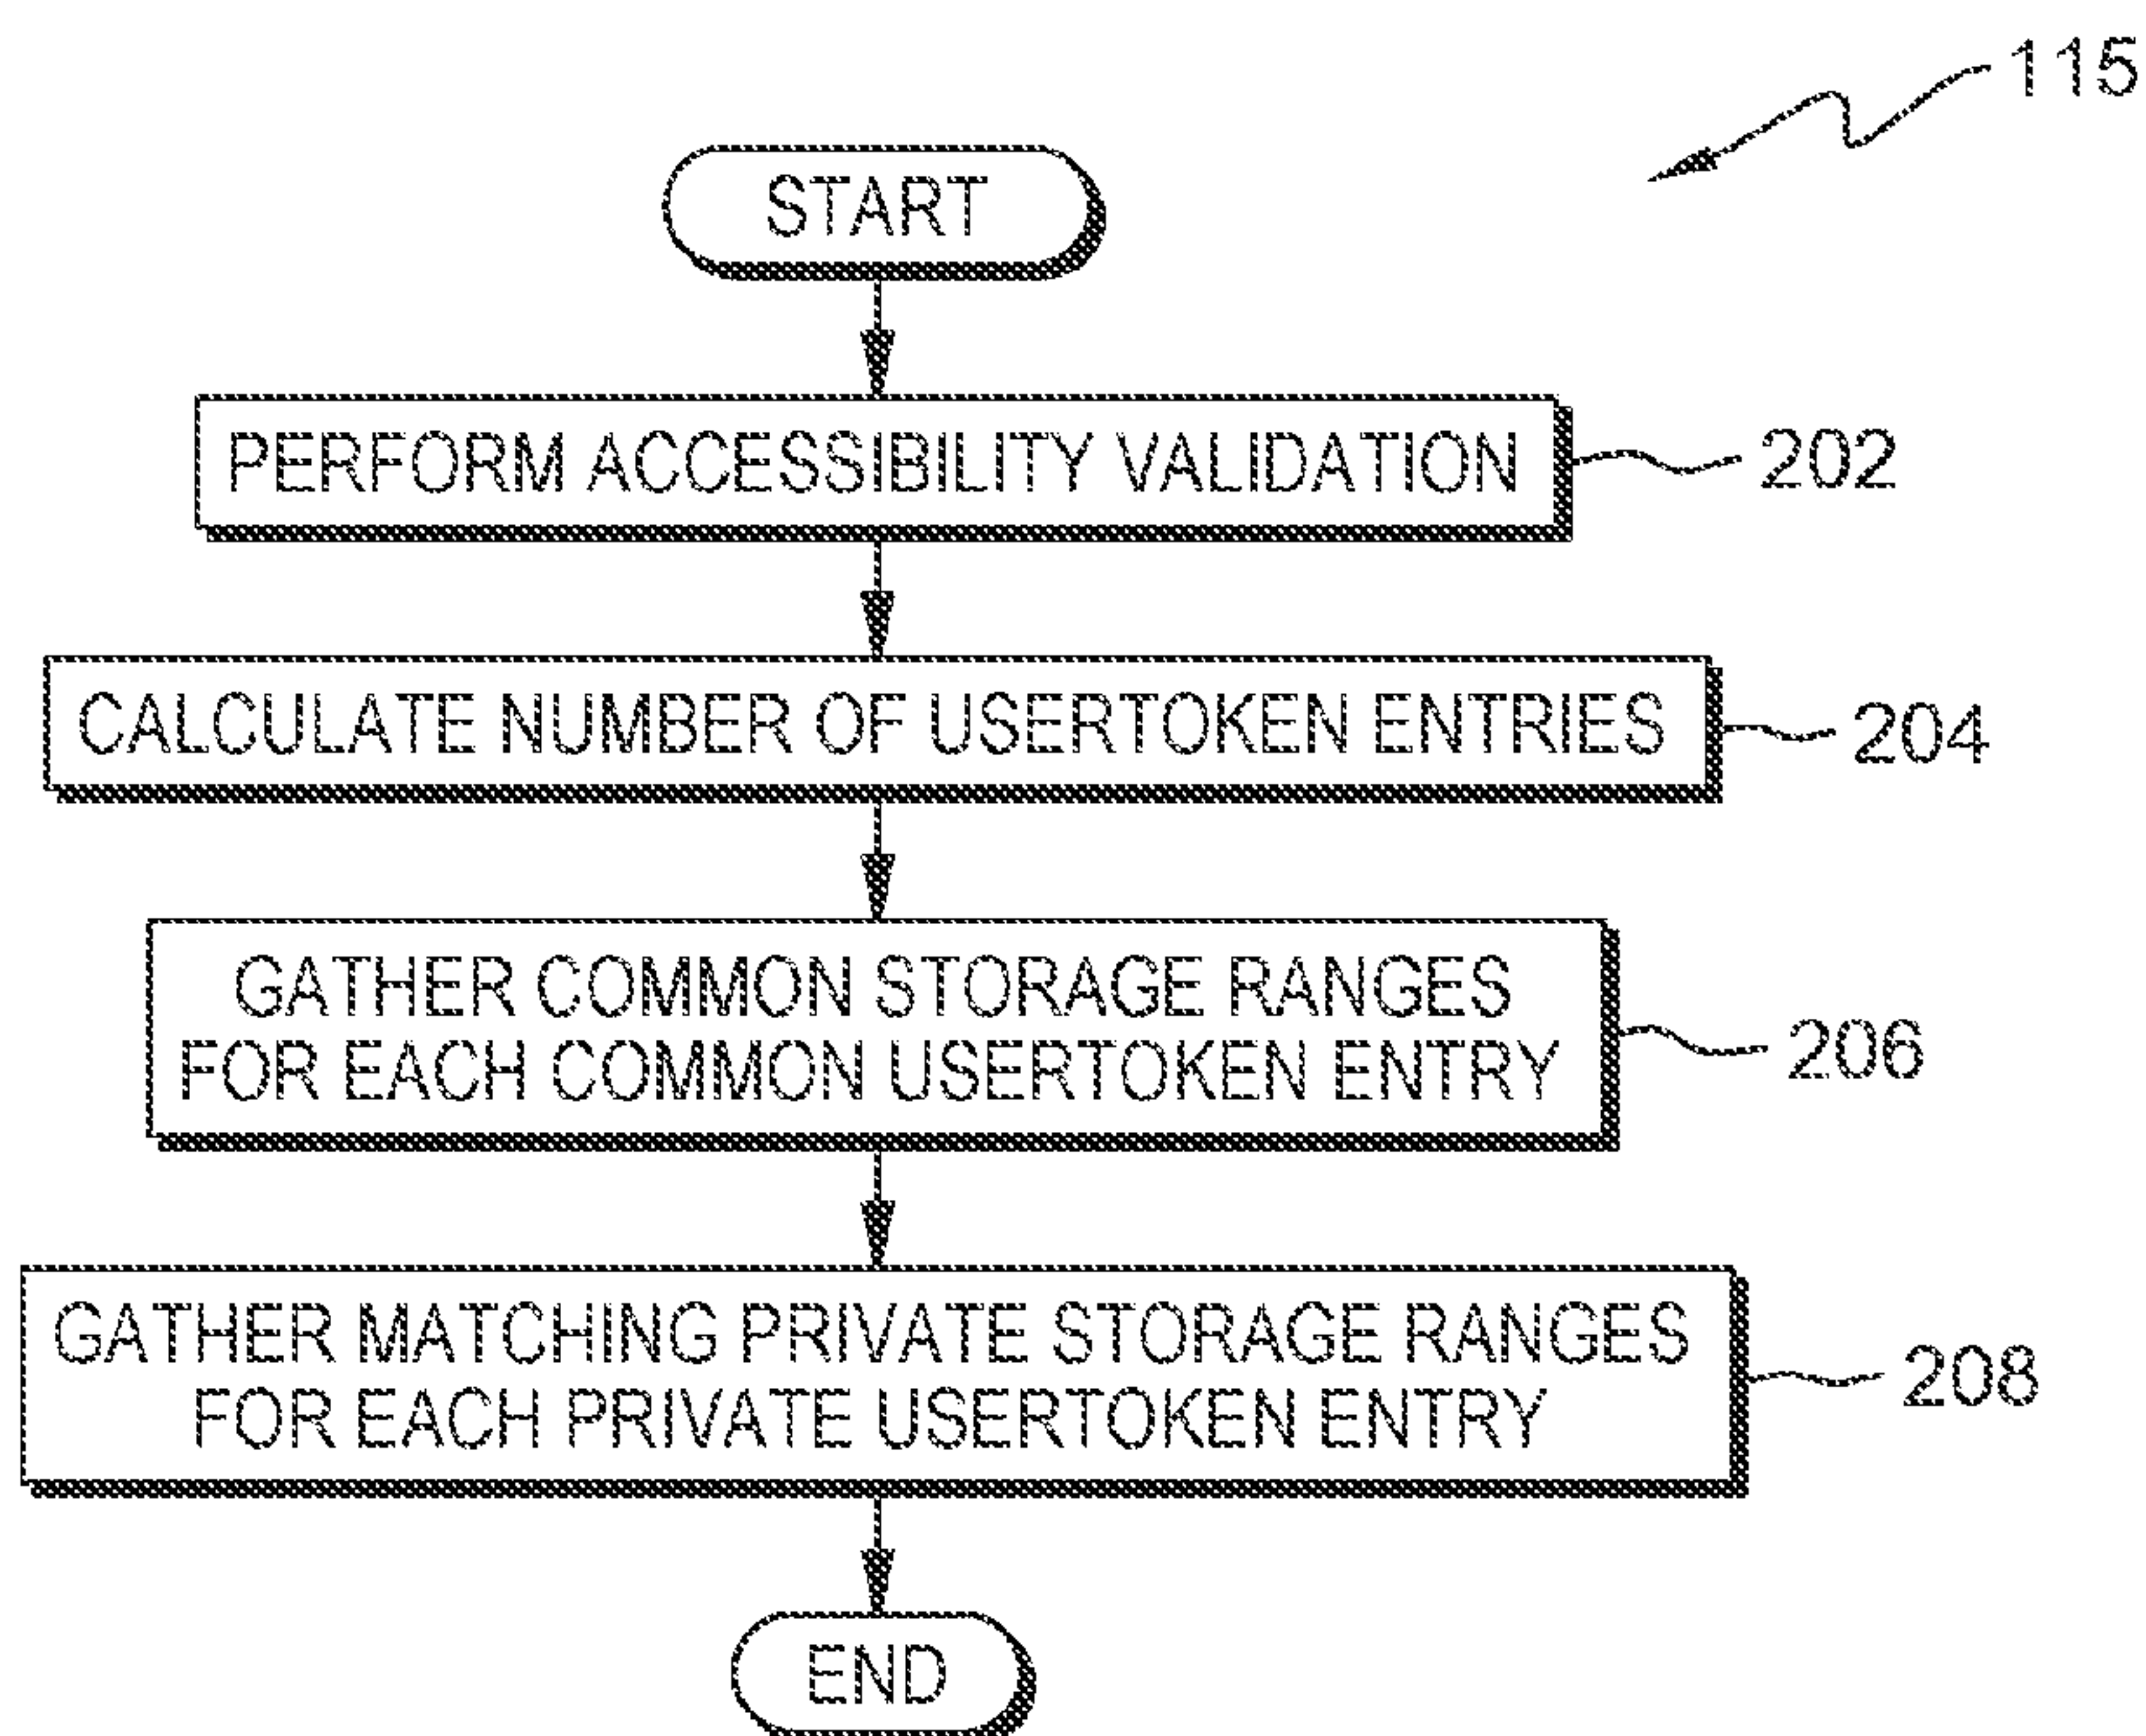 115
START
PERFORM ACCESSIBILITY VALIDATION
202
CALCULATE NUMBER OF USERTOKEN ENTRIES
204
GATHER COMMON STORAGE RANGES
FOR EACH COMMON USERTOKEN ENTRY
206
GATHER MATCHING PRIVATE STORAGE RANGES
FOR EACH PRIVATE USERTOKEN ENTRY
208
END